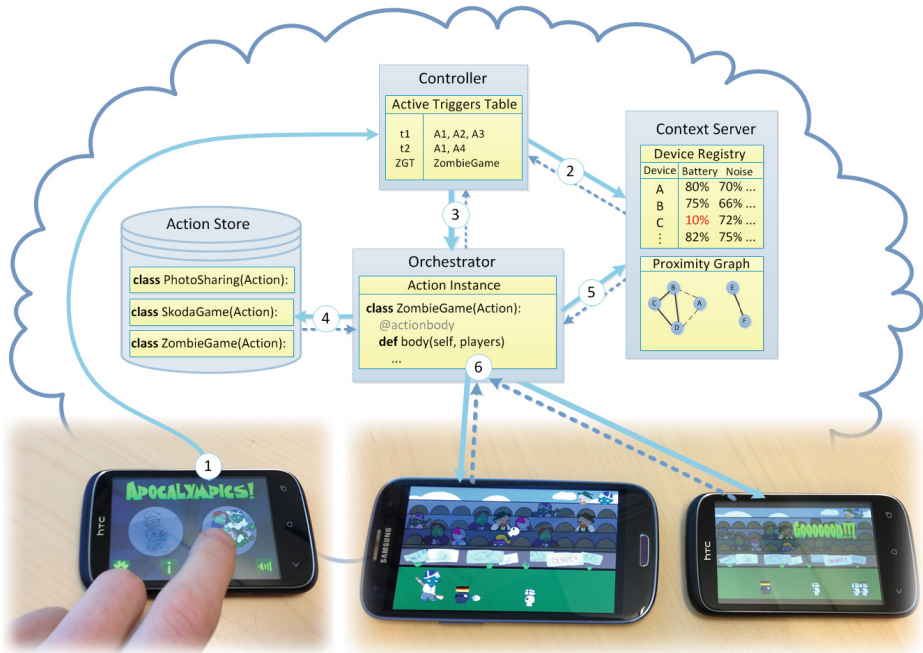 Controller
Active Triggers Table
t1 A1, A2, A3
t2 A1, A4
ZGT ZombieGame
Context Server
Device Registry
Device Battery Noise
A 80% 70% ...
B 75% 66% ...
C 10% 72% ...
⋮ 82% 75% ...
Proximity Graph
B
E
C
A
D
F
2
3
Action Store
class PhotoSharing(Action):
class SkodaGame(Action):
class ZombieGame(Action):
4
Orchestrator
Action Instance
class ZombieGame(Action):
@actionbody
def body(self, players)
...
5
6
1
APOCALYMPICS!
hTC
i
SAMSUNG
hTC
GOOOOOOD!!!